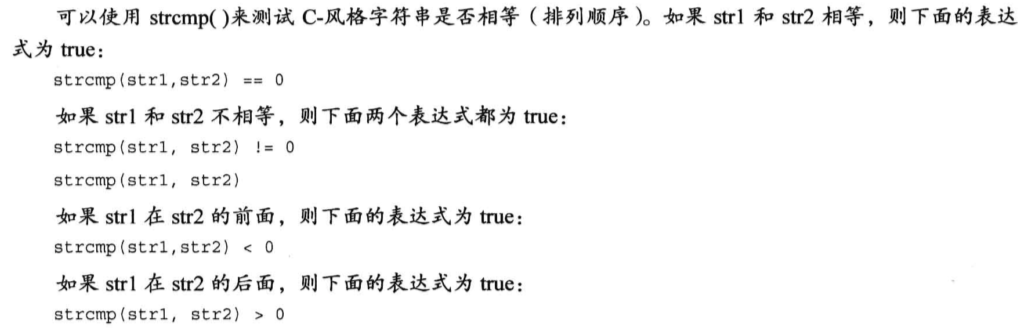 可以使用 strcmp( )来测试 C-风格字符串是否相等（排列顺序）。如果 str1 和 str2 相等，则下面的表达
式为 true：
strcmp(str1,str2) == 0
如果 str1 和 str2 不相等，则下面两个表达式都为 true：
strcmp(str1, str2) != 0
strcmp(str1, str2)
如果 str1 在 str2 的前面，则下面的表达式为 true：
strcmp(str1,str2) < 0
如果 str1 在 str2 的后面，则下面的表达式为 true：
strcmp(str1, str2) > 0